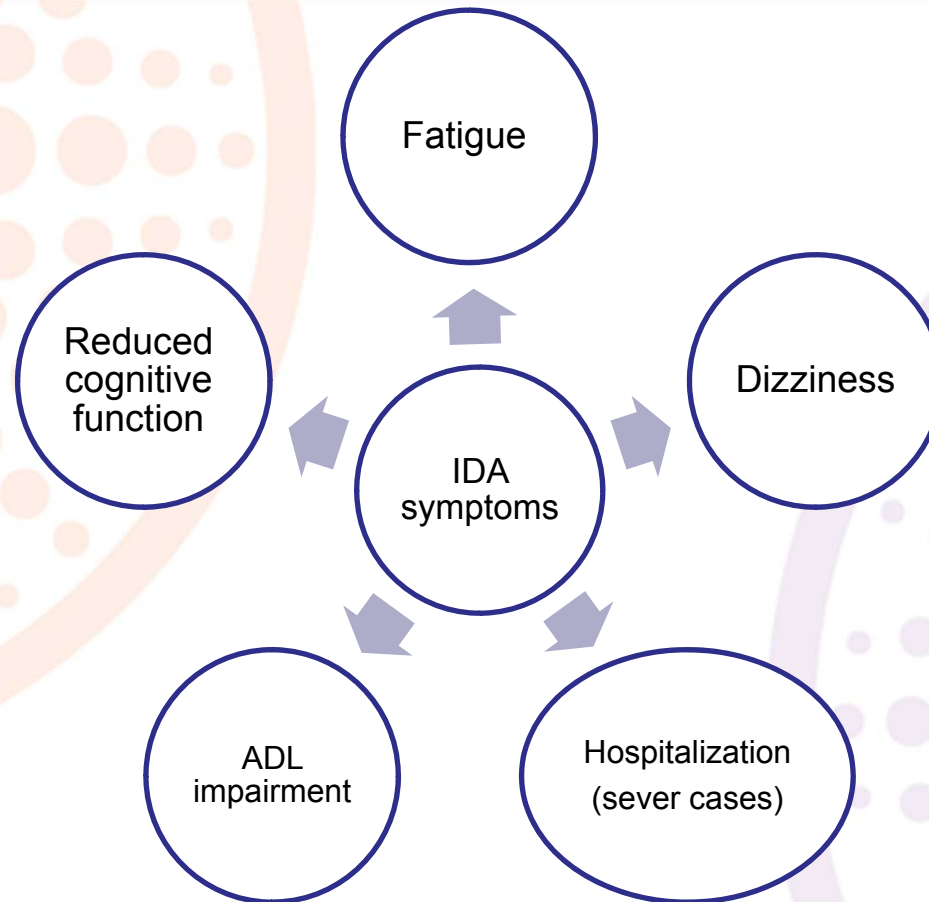 Fatigue
Reduced
cognitive
function
Dizziness
IDA
symptoms
ADL
impairment
Hospitalization
(sever cases)